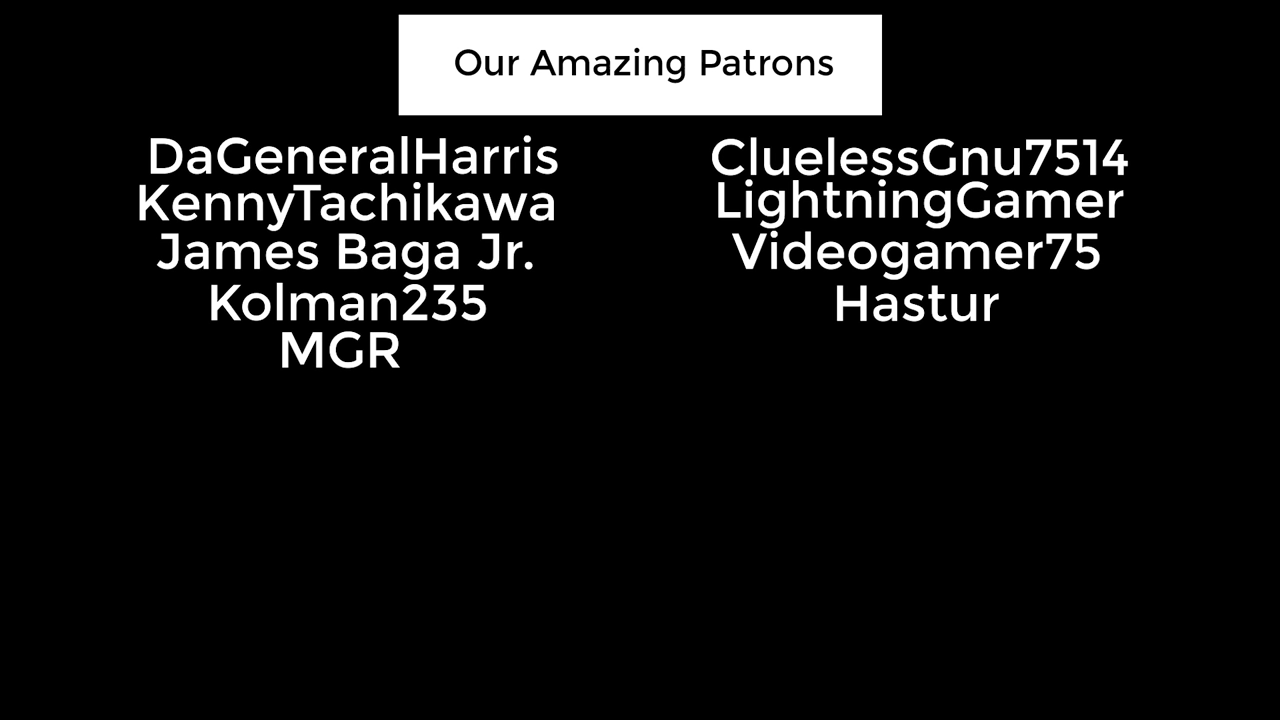 Our Amazing Patrons
DaGeneralHarris
KennyTachikawa
James Baga Jr.
Kolman235
MGR
CluelessGnu7514
LightningGamer
Videogamer75
Hastur